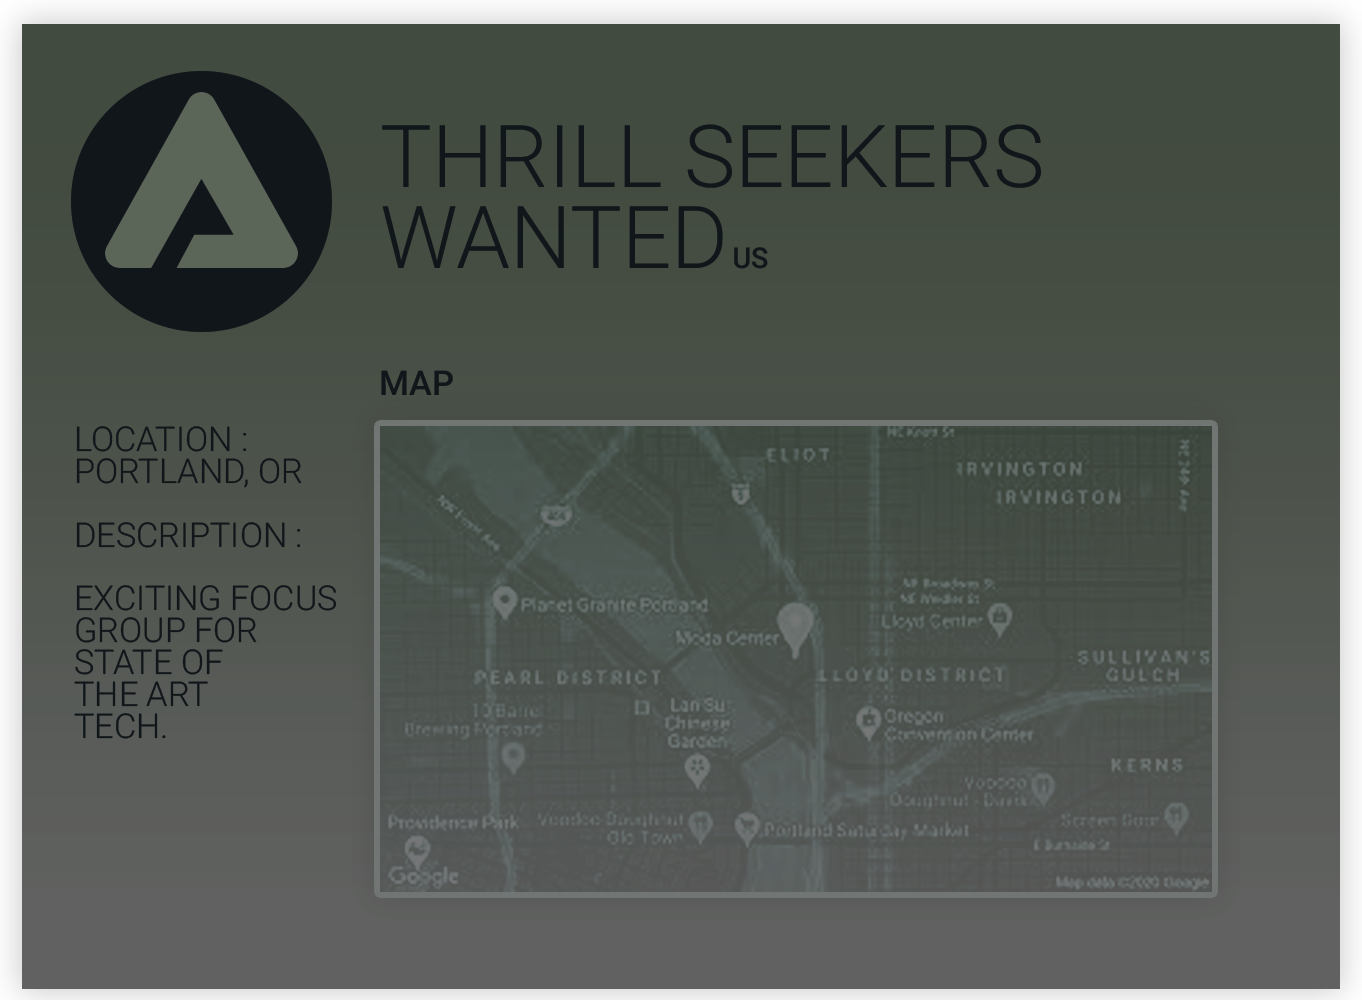 THRILL SEEKERS
WANTED US
MAP
LOCATION :
PORTLAND, OR
DESCRIPTION :
EXCITING FOCUS
GROUP FOR
STATE OF
THE ART
TECH.
NE Knott St
ELIOT
IRVINGTON
IRVINGTON
NE 24th Ave
NW Front Ave
405
5
Planet Granite Portland
Moda Center
NE Broadway St
NE Weidler St
Lloyd Center
PEARL DISTRICT
LLOYD DISTRICT
SULLIVAN'S
GULCH
10 Barrel
Brewing Portland
Lan Su
Chinese
Garden
Oregon
Convention Center
KERNS
Voodoo
Doughnut - Davis
Providence Park
Voodoo Doughnut
Old Town
Portland Saturday Market
Screen Door
E Burnside St
Google
Map data ©2020 Google